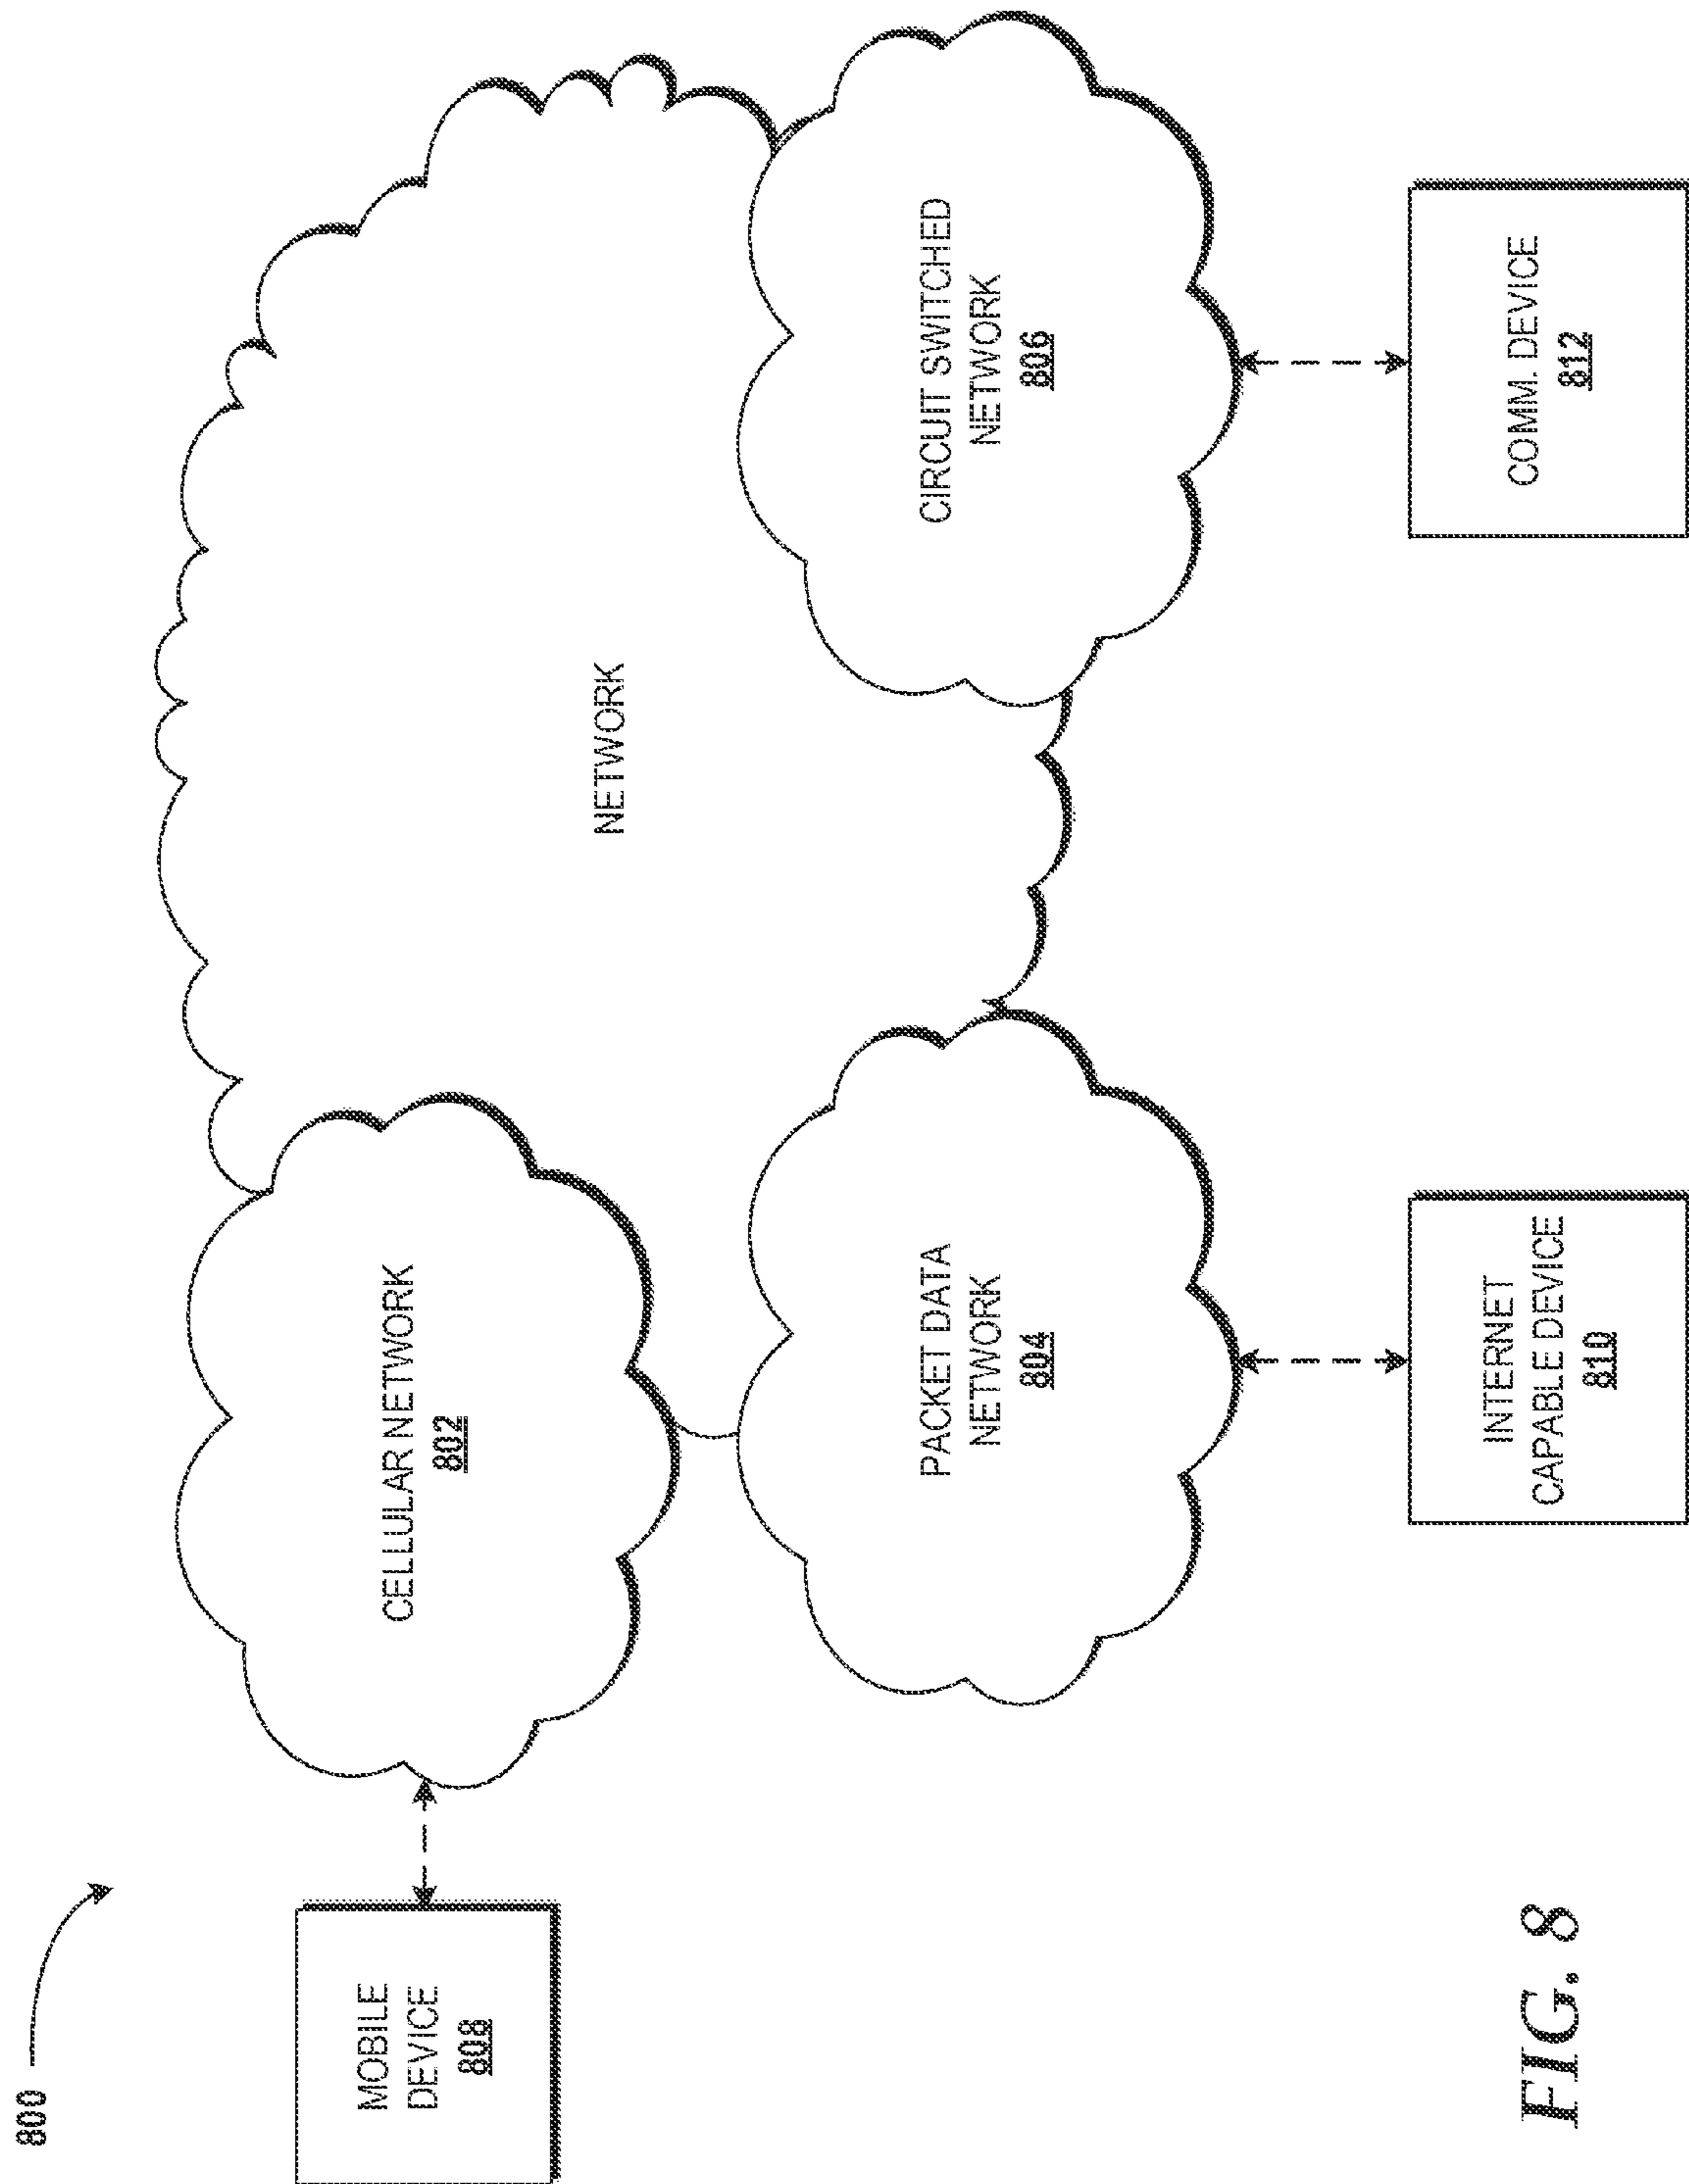 800
MOBILE
DEVICE
808
CELLULAR NETWORK
802
NETWORK
PACKET DATA
NETWORK
804
CIRCUIT SWITCHED
NETWORK
806
INTERNET
CAPABLE DEVICE
810
COMM. DEVICE
812
FIG. 8